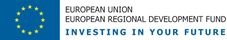 EUROPEAN UNION
EUROPEAN REGIONAL DEVELOPMENT FUND
INVESTING IN YOUR FUTURE